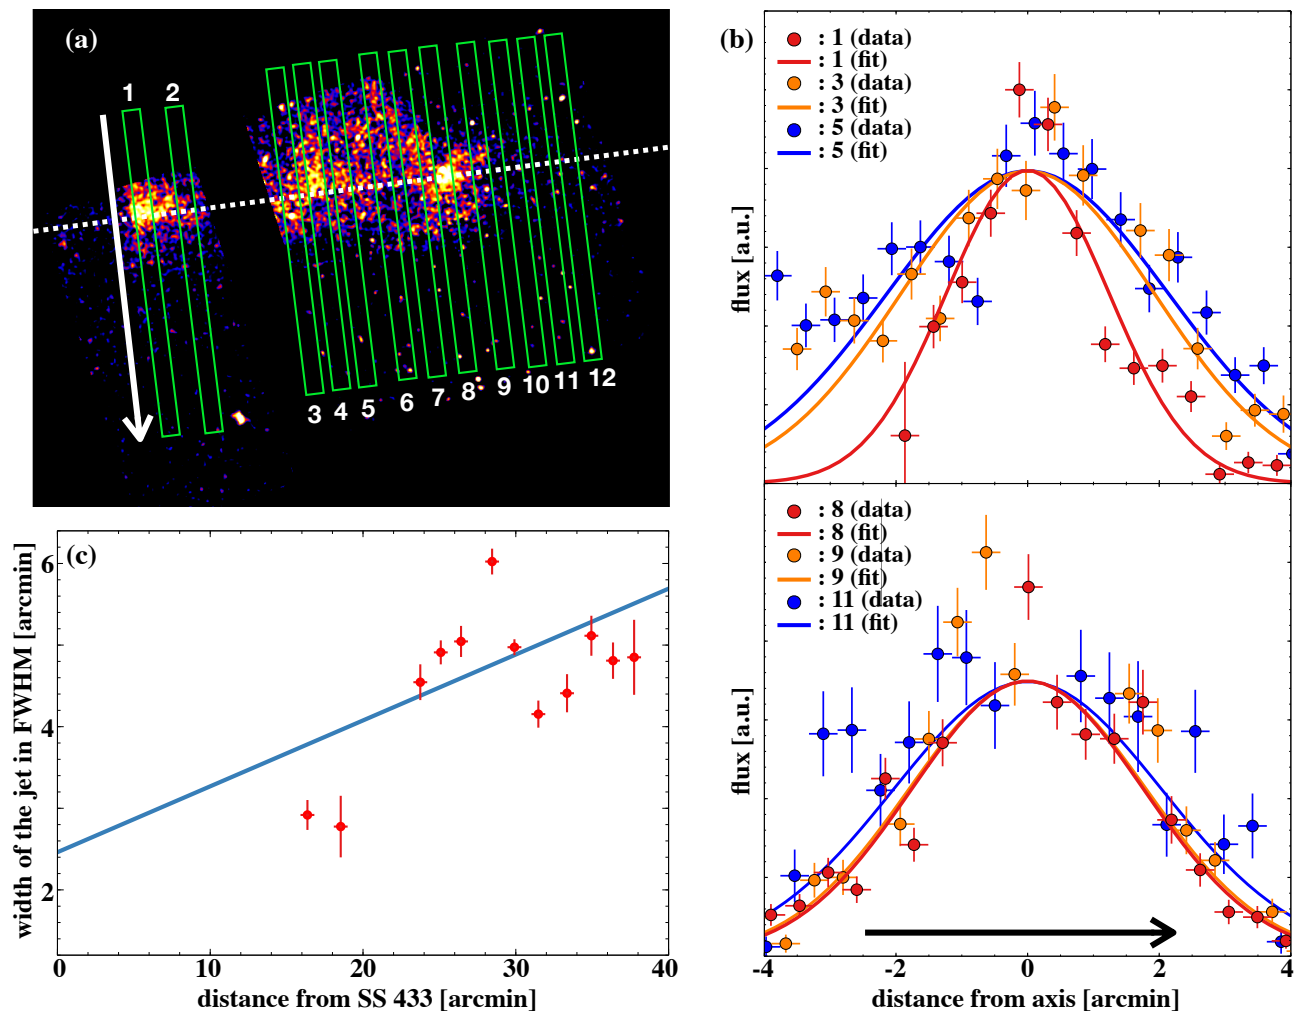 (a)
1 2
3 4 5 6 7 8 9 10 11 12
(b)
: 1 (data)
: 1 (fit)
: 3 (data)
: 3 (fit)
: 5 (data)
: 5 (fit)
flux [a.u.]
: 8 (data)
: 8 (fit)
: 9 (data)
: 9 (fit)
: 11 (data)
: 11 (fit)
flux [a.u.]
-4 -2 0 2 4
distance from axis [arcmin]
(c)
6
4
2
width of the jet in FWHM [arcmin]
0 10 20 30 40
distance from SS 433 [arcmin]